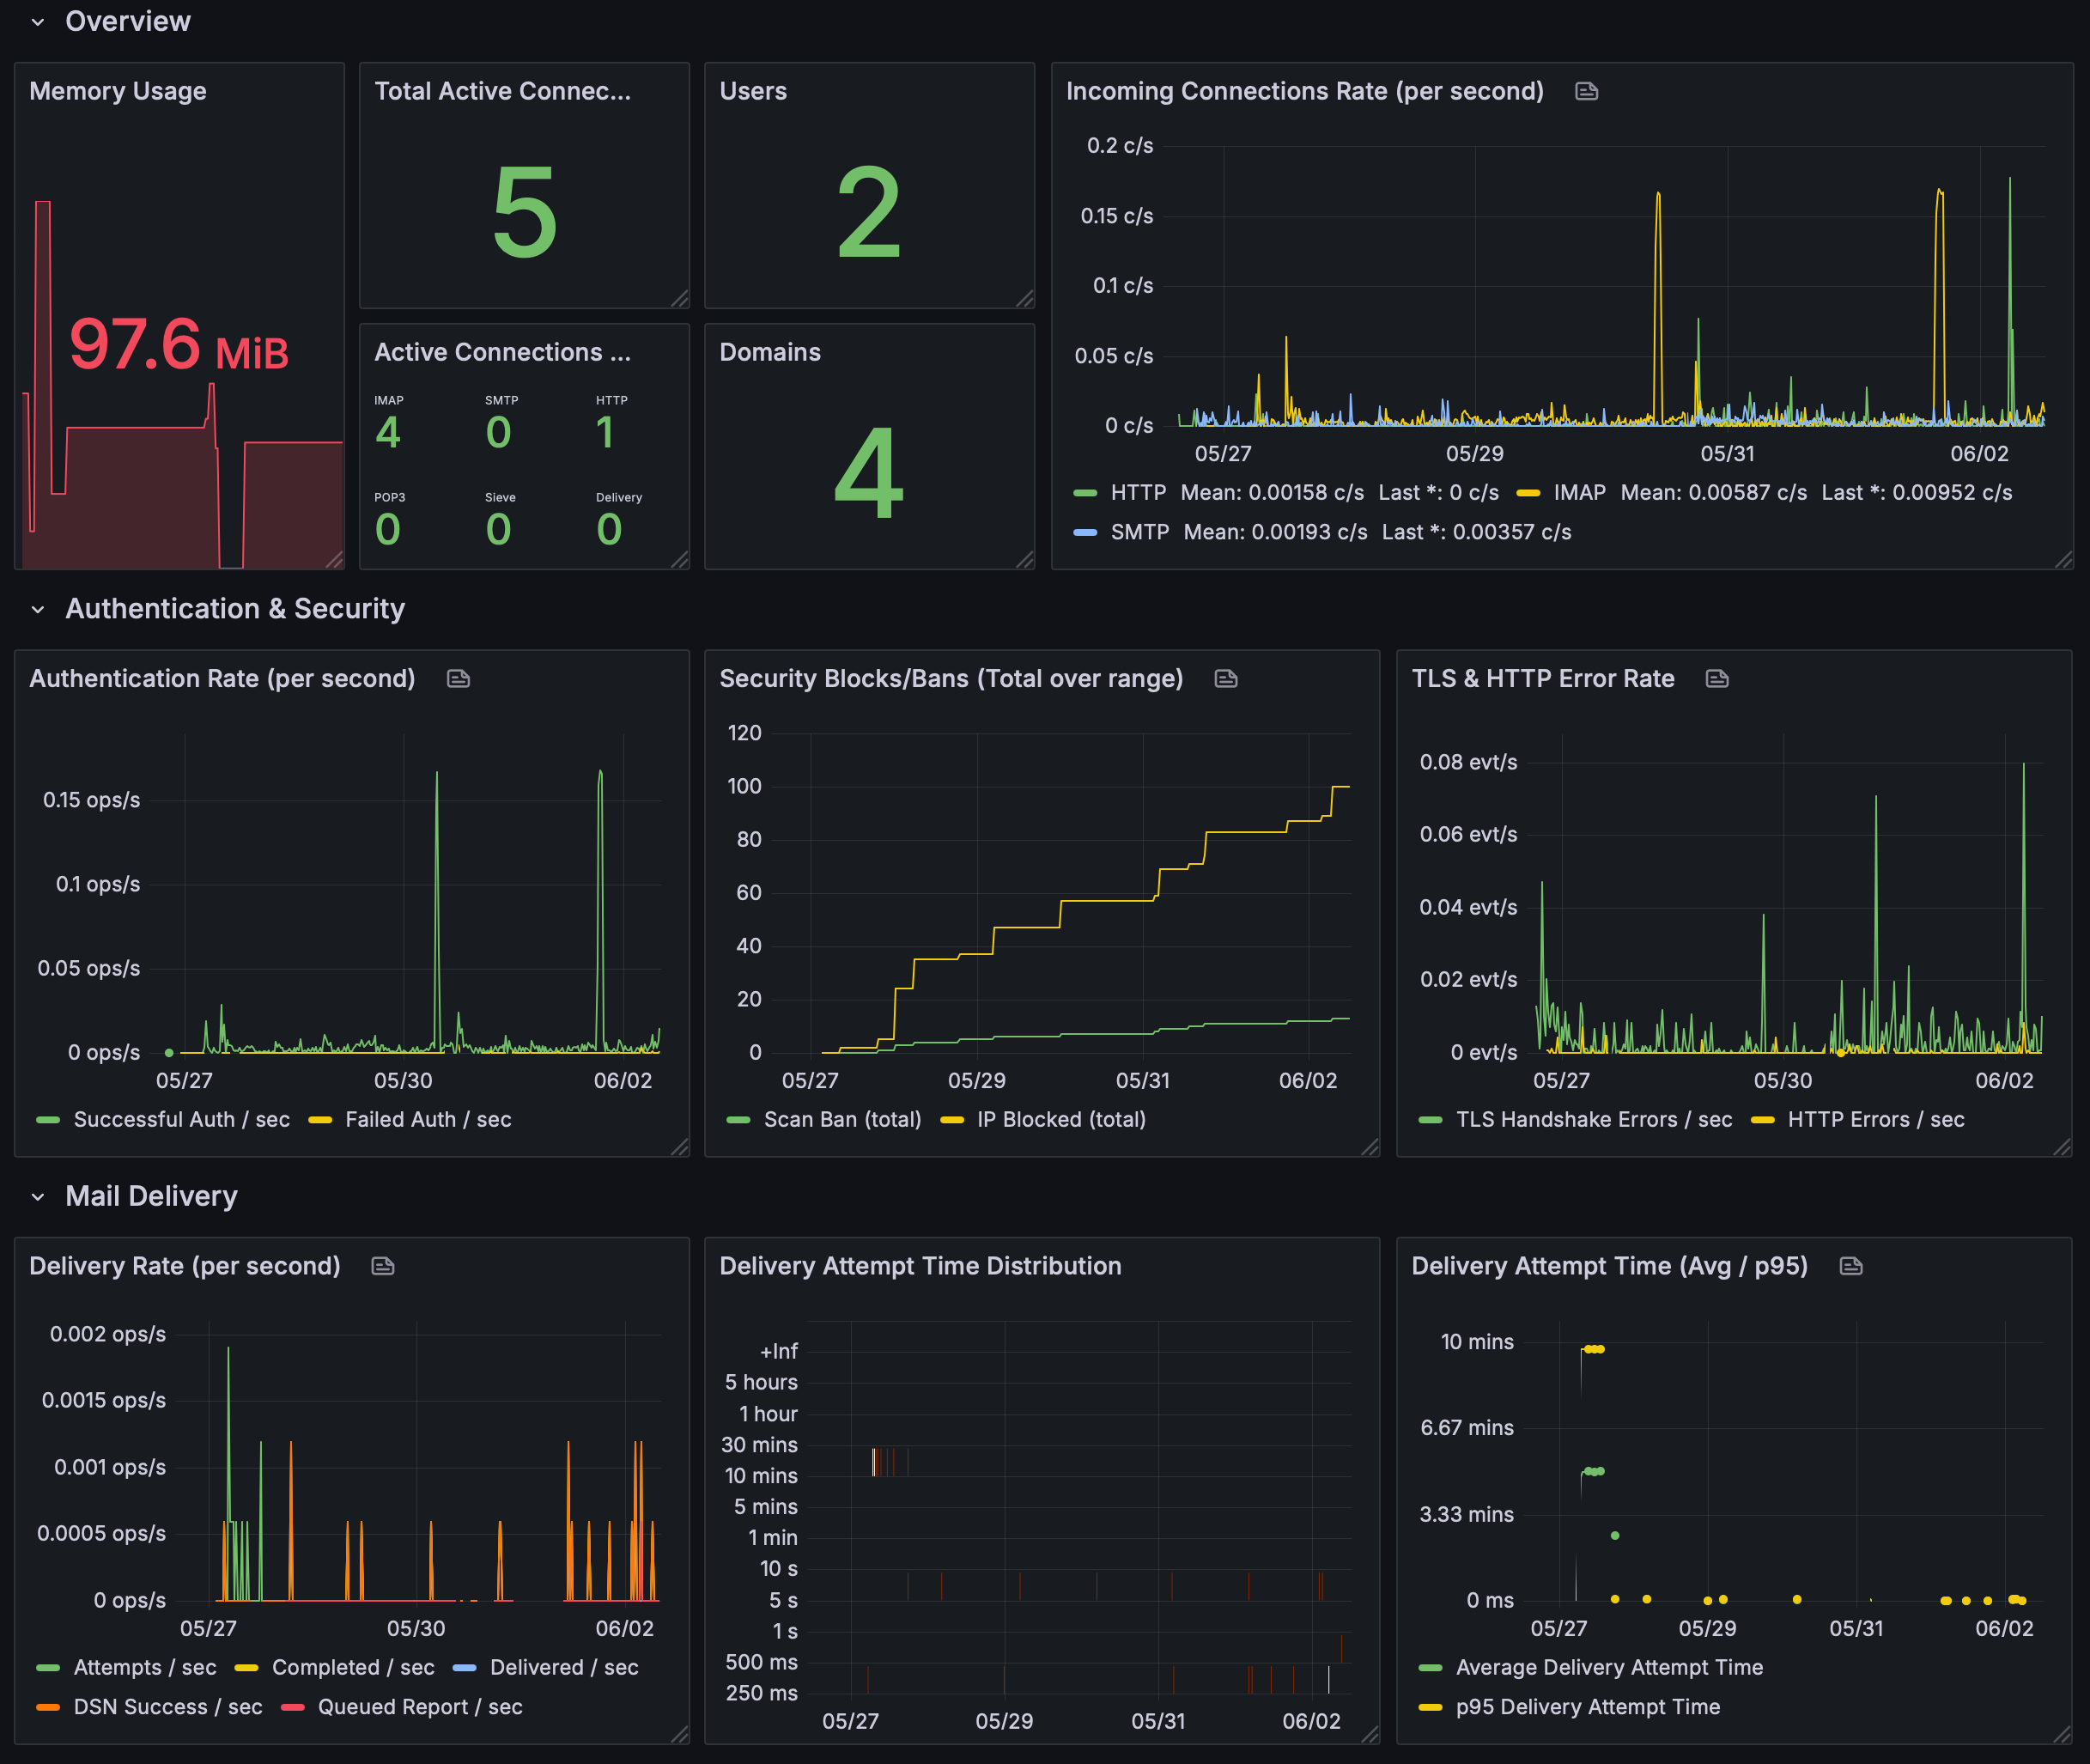 Overview
Memory Usage
97.6 MiB
Total Active Connec...
5
Users
2
Active Connections ...
IMAP SMTP HTTP
4 0 1
POP3 Sieve Delivery
0 0 0
Domains
4
Incoming Connections Rate (per second)
0.2 c/s
0.15 c/s
0.1 c/s
0.05 c/s
0 c/s
05/27 05/29 05/31 06/02
HTTP Mean: 0.00158 c/s Last *: 0 c/s IMAP Mean: 0.00587 c/s Last *: 0.00952 c/s
SMTP Mean: 0.00193 c/s Last *: 0.00357 c/s
Authentication & Security
Authentication Rate (per second)
0.15 ops/s
0.1 ops/s
0.05 ops/s
0 ops/s
05/27 05/30 06/02
Successful Auth / sec Failed Auth / sec
Security Blocks/Bans (Total over range)
120
100
80
60
40
20
0
05/27 05/29 05/31 06/02
Scan Ban (total) IP Blocked (total)
TLS & HTTP Error Rate
0.08 evt/s
0.06 evt/s
0.04 evt/s
0.02 evt/s
0 evt/s
05/27 05/30 06/02
TLS Handshake Errors / sec HTTP Errors / sec
Mail Delivery
Delivery Rate (per second)
0.002 ops/s
0.0015 ops/s
0.001 ops/s
0.0005 ops/s
0 ops/s
05/27 05/30 06/02
Attempts / sec Completed / sec Delivered / sec
DSN Success / sec Queued Report / sec
Delivery Attempt Time Distribution
+Inf
5 hours
1 hour
30 mins
10 mins
5 mins
1 min
10 s
5 s
1 s
500 ms
250 ms
05/27 05/29 05/31 06/02
Delivery Attempt Time (Avg / p95)
10 mins
6.67 mins
3.33 mins
0 ms
05/27 05/29 05/31 06/02
Average Delivery Attempt Time
p95 Delivery Attempt Time